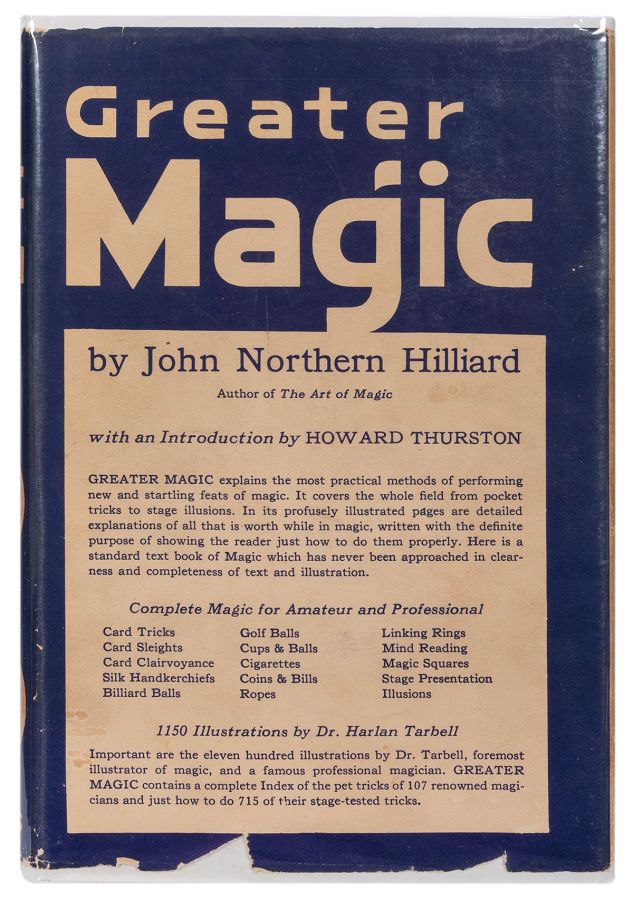 Greater
Magic
by John Northern Hilliard
Author of The Art of Magic
with an Introduction by HOWARD THURSTON
GREATER MAGIC explains the most practical methods of performing
new and startling feats of magic. It covers the whole field from pocket
tricks to stage illusions. In its profusely illustrated pages are detailed
explanations of all that is worth while in magic, written with the definite
purpose of showing the reader just how to do them properly. Here is a
standard text book of Magic which has never been approached in clear-
ness and completeness of text and illustration.
Complete Magic for Amateur and Professional
Card Tricks Golf Balls Linking Rings
Card Sleights Cups & Balls Mind Reading
Card Clairvoyance Cigarettes Magic Squares
Silk Handkerchiefs Coins & Bills Stage Presentation
Billiard Balls Ropes Illusions
1150 Illustrations by Dr. Harlan Tarbell
Important are the eleven hundred illustrations by Dr. Tarbell, foremost
illustrator of magic, and a famous professional magician. GREATER
MAGIC contains a complete Index of the pet tricks of 107 renowned magi-
cians and just how to do 715 of their stage-tested tricks.